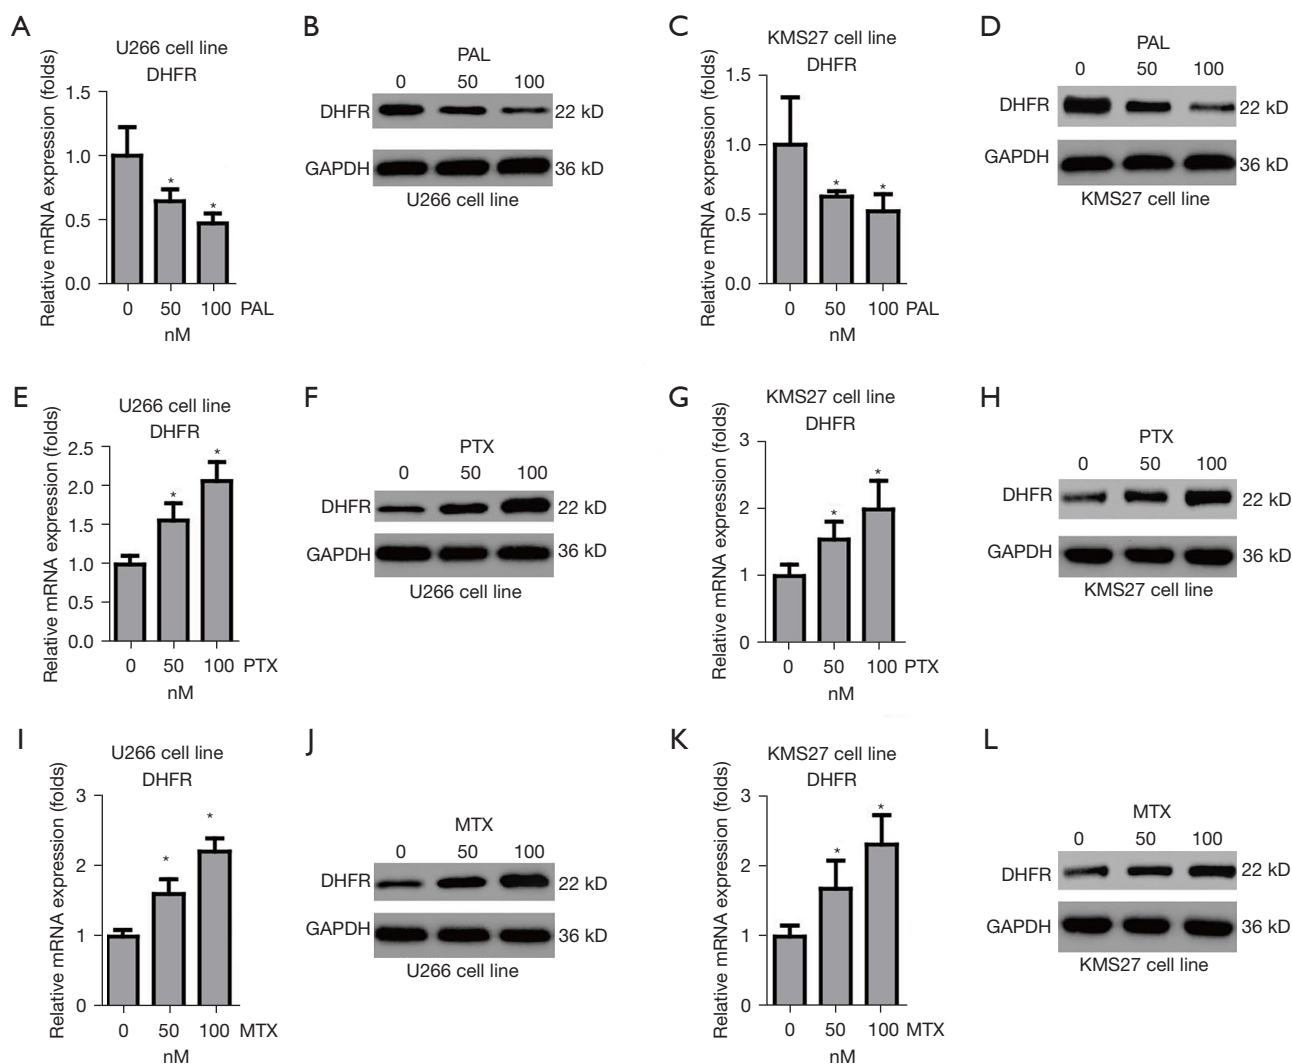 A
U266 cell line
DHFR
Relative mRNA expression (folds)
1.5
1.0
0.5
0.0
*
*
0 50 100 PAL
nM
B
PAL
0 50 100
DHFR 22 kD
GAPDH 36 kD
U266 cell line
C
KMS27 cell line
DHFR
Relative mRNA expression (folds)
1.5
1.0
0.5
0.0
*
*
0 50 100 PAL
nM
D
PAL
0 50 100
DHFR 22 kD
GAPDH 36 kD
KMS27 cell line
E
U266 cell line
DHFR
Relative mRNA expression (folds)
2.5
2.0
1.5
1.0
0.5
0.0
*
*
0 50 100 PTX
nM
F
PTX
0 50 100
DHFR 22 kD
GAPDH 36 kD
U266 cell line
G
KMS27 cell line
DHFR
Relative mRNA expression (folds)
3
2
1
0
*
*
0 50 100 PTX
nM
H
PTX
0 50 100
DHFR 22 kD
GAPDH 36 kD
KMS27 cell line
I
U266 cell line
DHFR
Relative mRNA expression (folds)
3
2
1
0
*
*
0 50 100 MTX
nM
J
MTX
0 50 100
DHFR 22 kD
GAPDH 36 kD
U266 cell line
K
KMS27 cell line
DHFR
Relative mRNA expression (folds)
3
2
1
0
*
*
0 50 100 MTX
nM
L
MTX
0 50 100
DHFR 22 kD
GAPDH 36 kD
KMS27 cell line